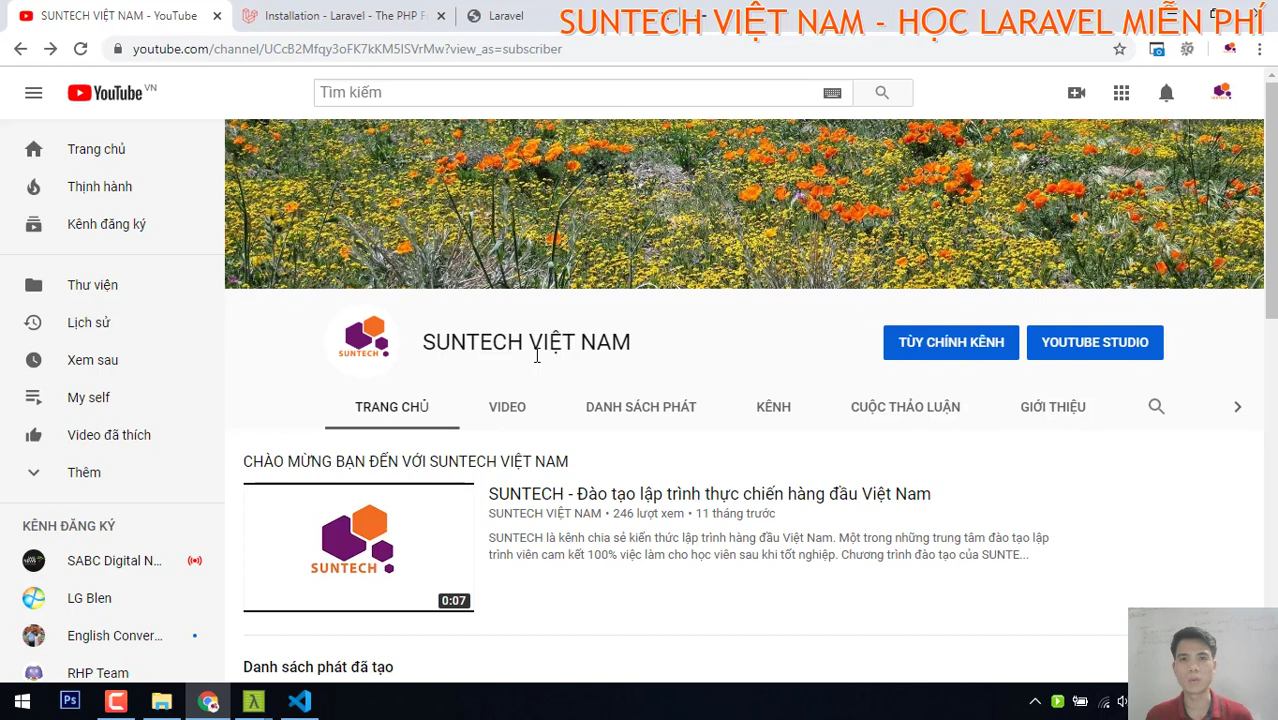 SUNTECH VIỆT NAM - YouTube
Installation - Laravel - The PHP F
Laravel
SUNTECH VIỆT NAM - HỌC LARAVEL MIỄN PHÍ
youtube.com/channel/UCcB2Mfqy3oFK7kKM5lSVrMw?view_as=subscriber
YouTube VN
Tìm kiếm
Trang chủ
Thịnh hành
Kênh đăng ký
Thư viện
Lịch sử
Xem sau
My self
Video đã thích
Thêm
KÊNH ĐĂNG KÝ
SABC Digital N...
LG Blen
English Conver...
RHP Team
SUNTECH
SUNTECH VIỆT NAM
TÙY CHỈNH KÊNH
YOUTUBE STUDIO
TRANG CHỦ
VIDEO
DANH SÁCH PHÁT
KÊNH
CUỘC THẢO LUẬN
GIỚI THIỆU
CHÀO MỪNG BẠN ĐẾN VỚI SUNTECH VIỆT NAM
SUNTECH
0:07
SUNTECH - Đào tạo lập trình thực chiến hàng đầu Việt Nam
SUNTECH VIỆT NAM • 246 lượt xem • 11 tháng trước
SUNTECH là kênh chia sẻ kiến thức lập trình hàng đầu Việt Nam. Một trong những trung tâm đào tạo lập
trình viên cam kết 100% việc làm cho học viên sau khi tốt nghiệp. Chương trình đào tạo của SUNTE...
Danh sách phát đã tạo
Ps